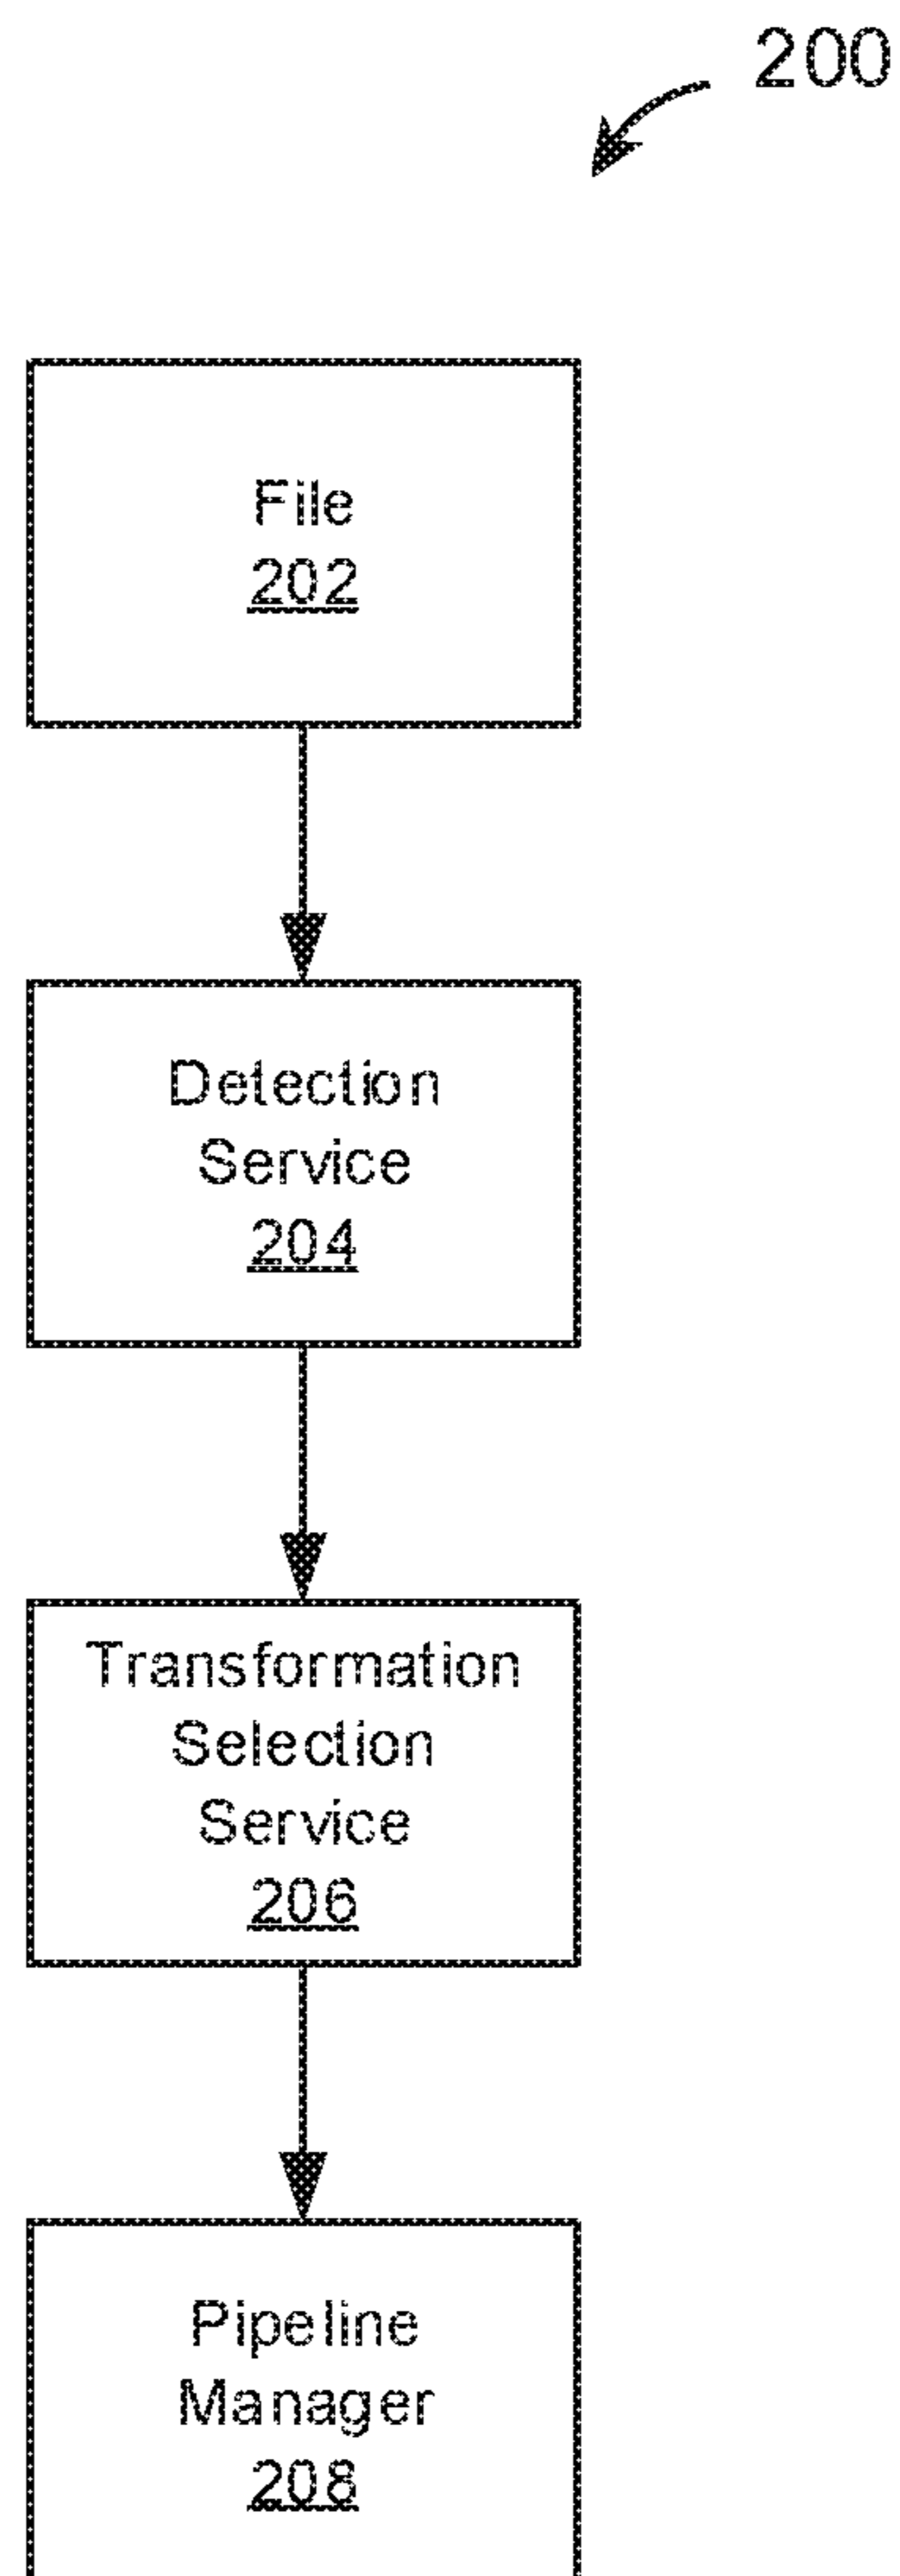 200
File
202
Detection
Service
204
Transformation
Selection
Service
206
Pipeline
Manager
208